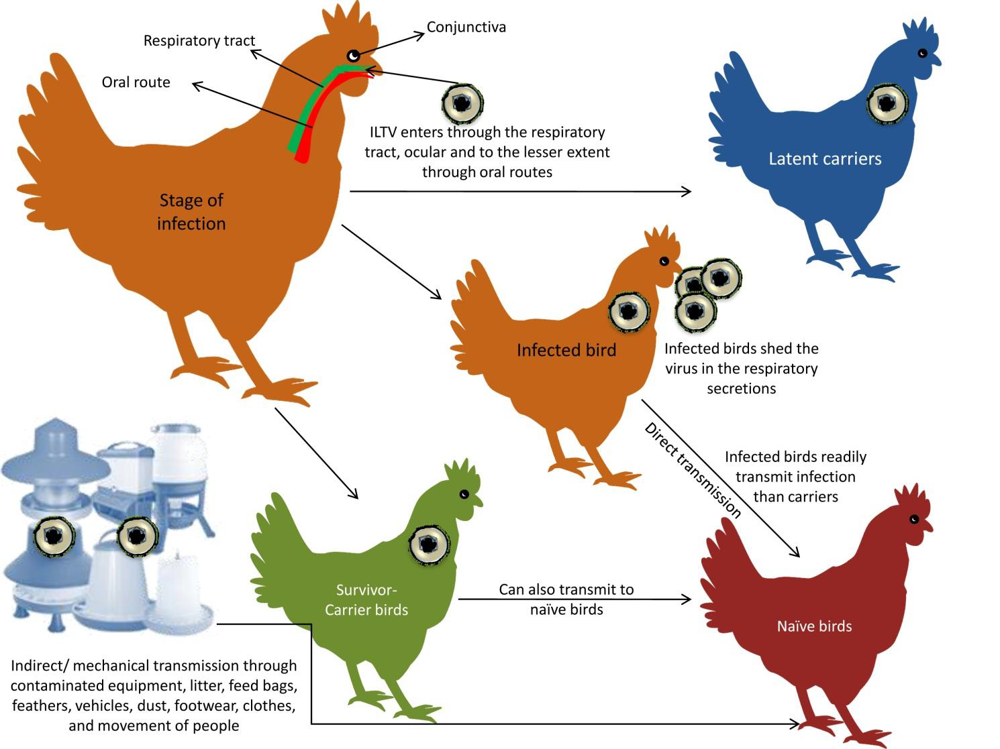 Conjunctiva
Respiratory tract
Oral route
ILTV enters through the respiratory
tract, ocular and to the lesser extent
through oral routes
Latent carriers
Stage of
infection
Infected bird
Infected birds shed the
virus in the respiratory
secretions
Direct transmission
Infected birds readily
transmit infection
than carriers
Survivor-
Carrier birds
Can also transmit to
naïve birds
Naïve birds
Indirect/ mechanical transmission through
contaminated equipment, litter, feed bags,
feathers, vehicles, dust, footwear, clothes,
and movement of people